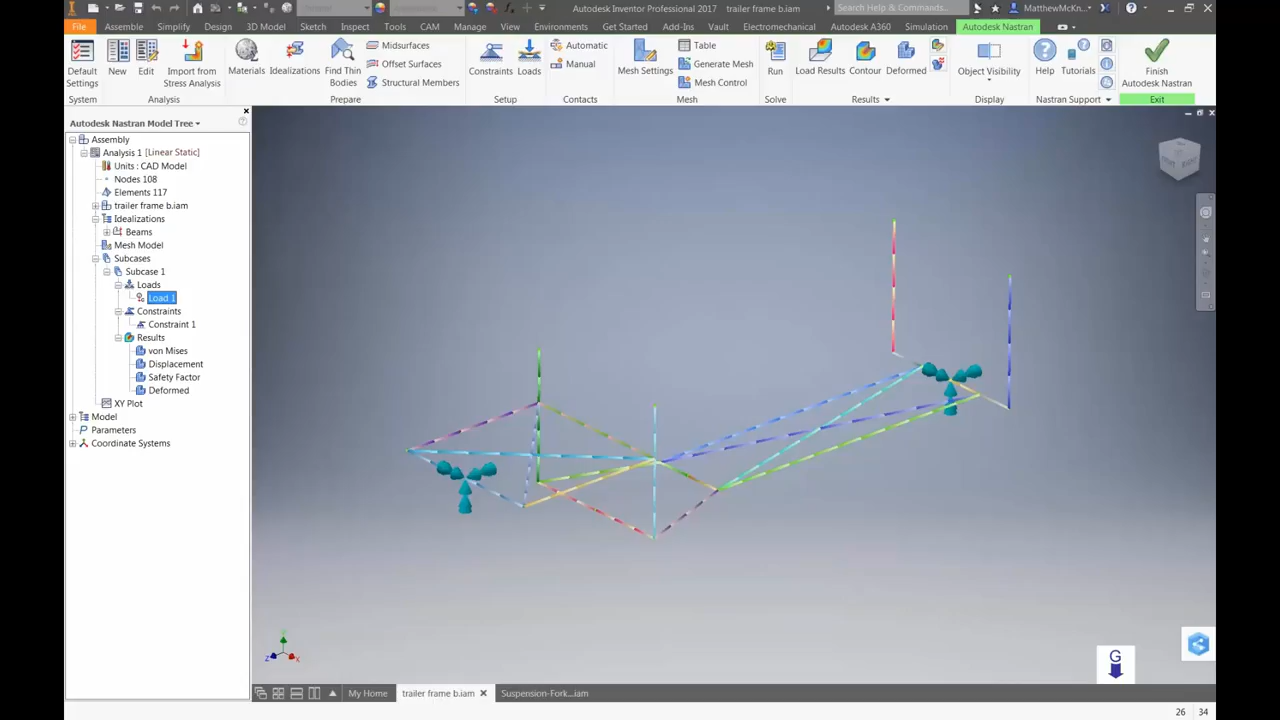 Autodesk Inventor Professional 2017 trailer frame b.iam
Search Help & Commands...
MatthewMcKn...
File Assemble Simplify Design 3D Model Sketch Inspect Tools CAM Manage View Environments Get Started Add-Ins Vault Electromechanical Autodesk A360 Simulation Autodesk Nastran
Default Settings
New
Edit
Import from Stress Analysis
Materials
Idealizations
Find Thin Bodies
Midsurfaces
Offset Surfaces
Structural Members
Constraints
Loads
Automatic
Manual
Mesh Settings
Table
Generate Mesh
Mesh Control
Run
Load Results
Contour
Deformed
Object Visibility
Help
Tutorials
Finish Autodesk Nastran
System Analysis Prepare Setup Contacts Mesh Solve Results Display Nastran Support Exit
Autodesk Nastran Model Tree
Assembly
Analysis 1 [Linear Static]
Units : CAD Model
Nodes 108
Elements 117
trailer frame b.iam
Idealizations
Beams
Mesh Model
Subcases
Subcase 1
Loads
Load 1
Constraints
Constraint 1
Results
von Mises
Displacement
Safety Factor
Deformed
XY Plot
Model
Parameters
Coordinate Systems
Z X
G
My Home trailer frame b.iam Suspension-Fork...iam
26 34